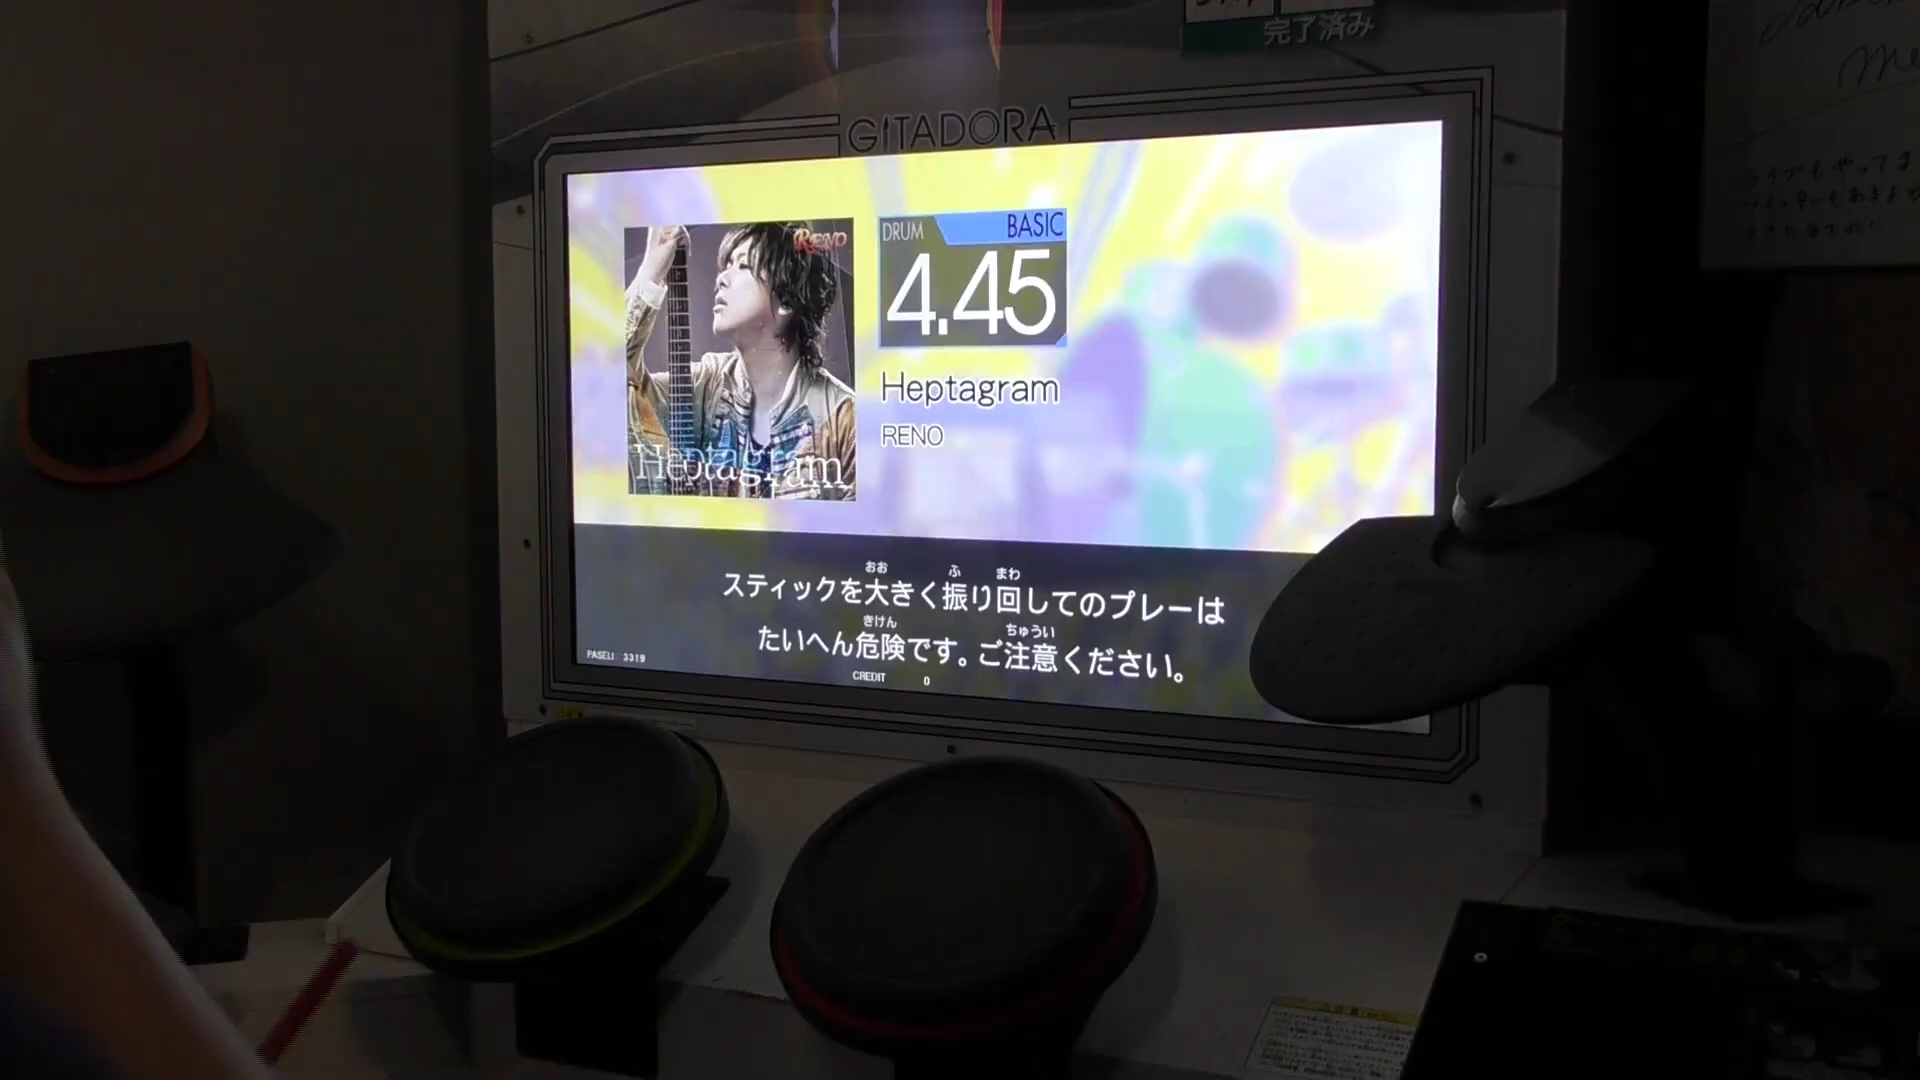 完了済み
GITADORA
RENO
Heptagram
DRUM BASIC
4.45
Heptagram
RENO
おお ふ まわ
スティックを大きく振り回してのプレーは
きけん ちゅうい
たいへん危険です。ご注意ください。
PASELI: 3319
CREDIT 0